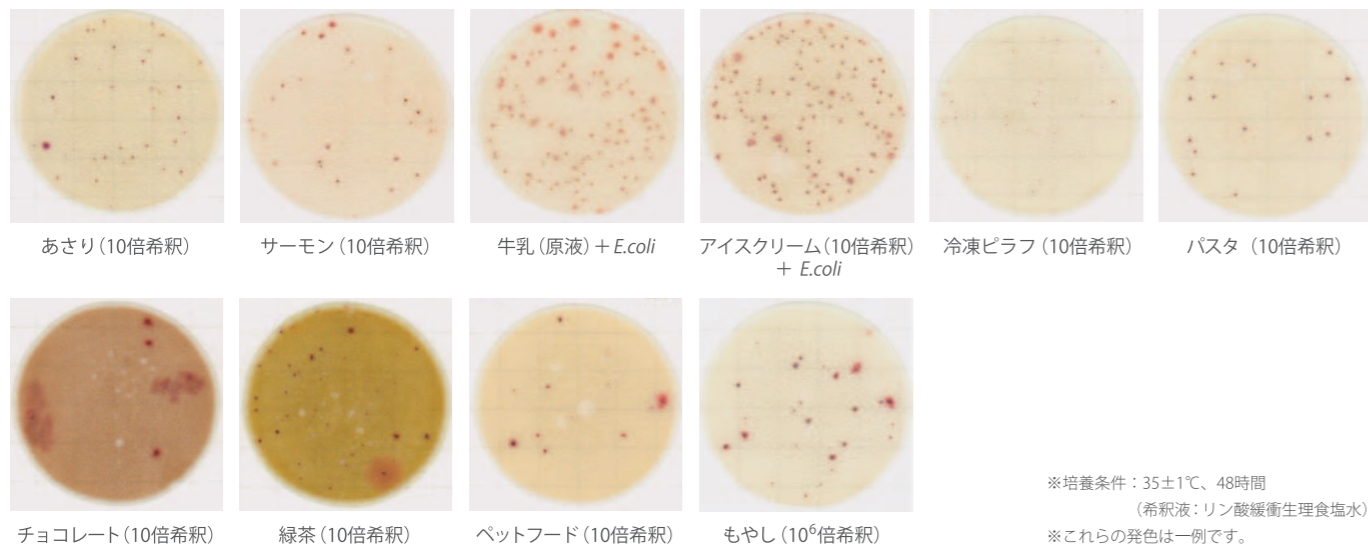 あさり（10倍希釈）
サーモン（10倍希釈）
牛乳（原液）＋E.coli
アイスクリーム（10倍希釈）
＋ E.coli
冷凍ピラフ（10倍希釈）
パスタ（10倍希釈）
チョコレート（10倍希釈）
緑茶（10倍希釈）
ペットフード（10倍希釈）
もやし（10⁶倍希釈）
※培養条件：35±1℃、48時間
（希釈液：リン酸緩衝生理食塩水）
※これらの発色は一例です。